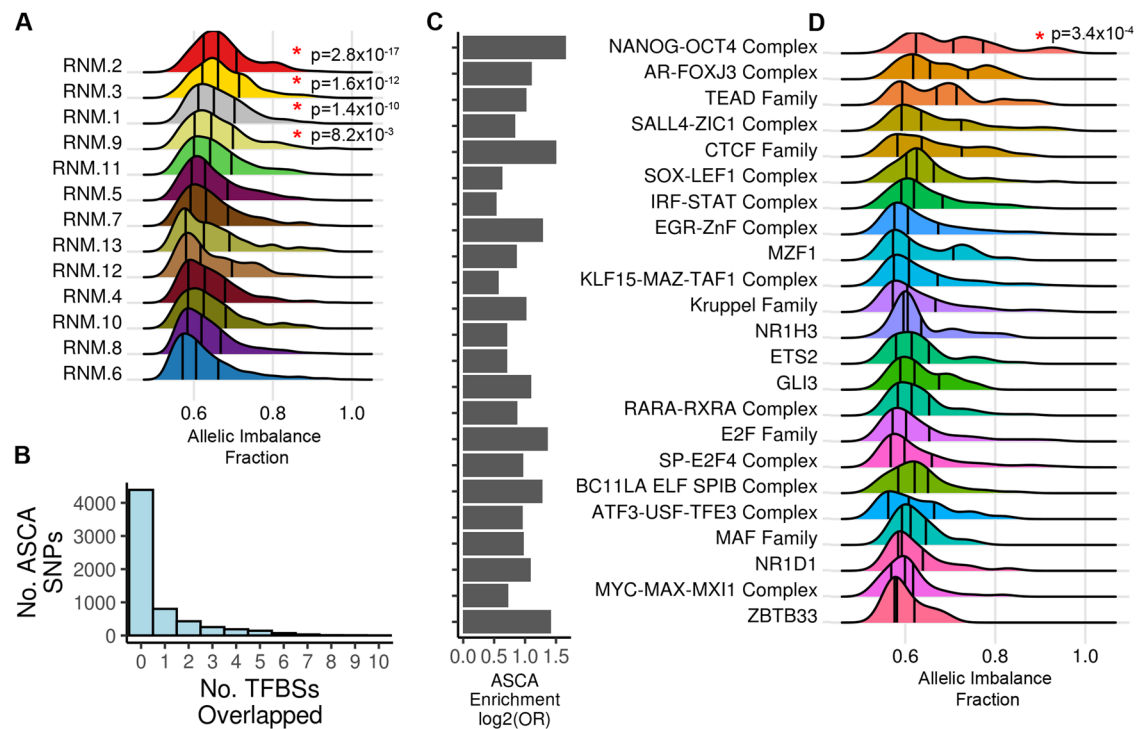 A
RNM.2
RNM.3
RNM.1
RNM.9
RNM.11
RNM.5
RNM.7
RNM.13
RNM.12
RNM.4
RNM.10
RNM.8
RNM.6
* p=2.8x10-17
* p=1.6x10-12
* p=1.4x10-10
* p=8.2x10-3
0.6 0.8 1.0
Allelic Imbalance
Fraction
B
No. ASCA
SNPs
4000
3000
2000
1000
0
0 1 2 3 4 5 6 7 8 9 10
No. TFBSs
Overlapped
C
0.0 0.5 1.0 1.5
ASCA
Enrichment
log2(OR)
D
* p=3.4x10-4
NANOG-OCT4 Complex
AR-FOXJ3 Complex
TEAD Family
SALL4-ZIC1 Complex
CTCF Family
SOX-LEF1 Complex
IRF-STAT Complex
EGR-ZnF Complex
MZF1
KLF15-MAZ-TAF1 Complex
Kruppel Family
NR1H3
ETS2
GLI3
RARA-RXRA Complex
E2F Family
SP-E2F4 Complex
BC11LA ELF SPIB Complex
ATF3-USF-TFE3 Complex
MAF Family
NR1D1
MYC-MAX-MXI1 Complex
ZBTB33
0.6 0.8 1.0
Allelic Imbalance
Fraction